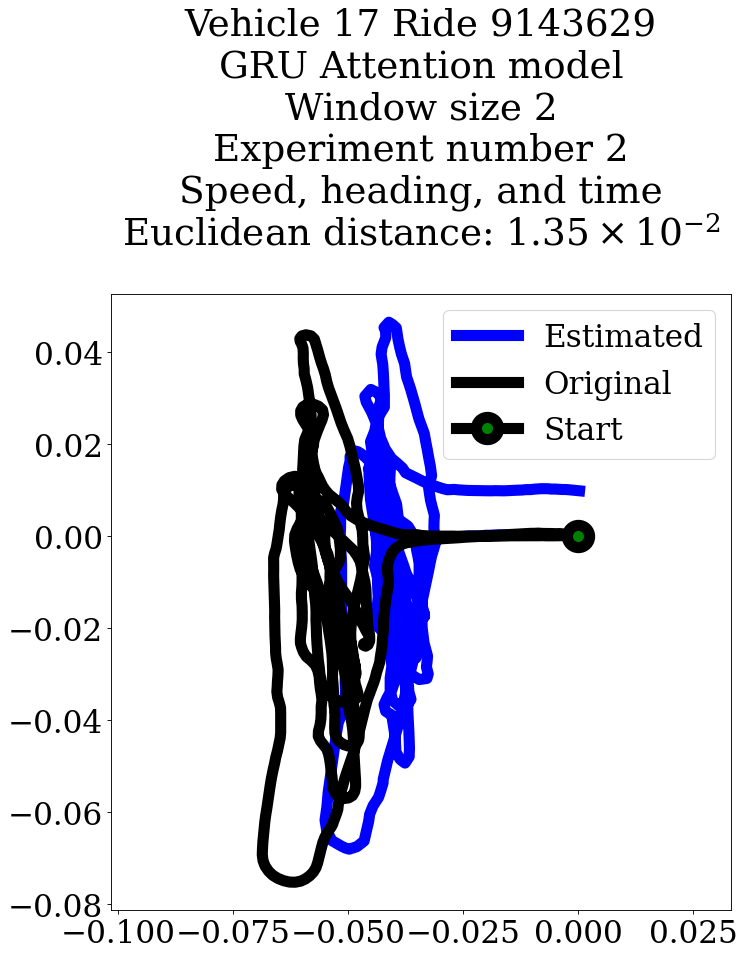 Vehicle 17 Ride 9143629
GRU Attention model
Window size 2
Experiment number 2
Speed, heading, and time
Euclidean distance: 1.35 × 10⁻²
Estimated
Original
Start
0.04
0.02
0.00
−0.02
−0.04
−0.06
−0.08
−0.100 −0.075 −0.050 −0.025 0.000 0.025